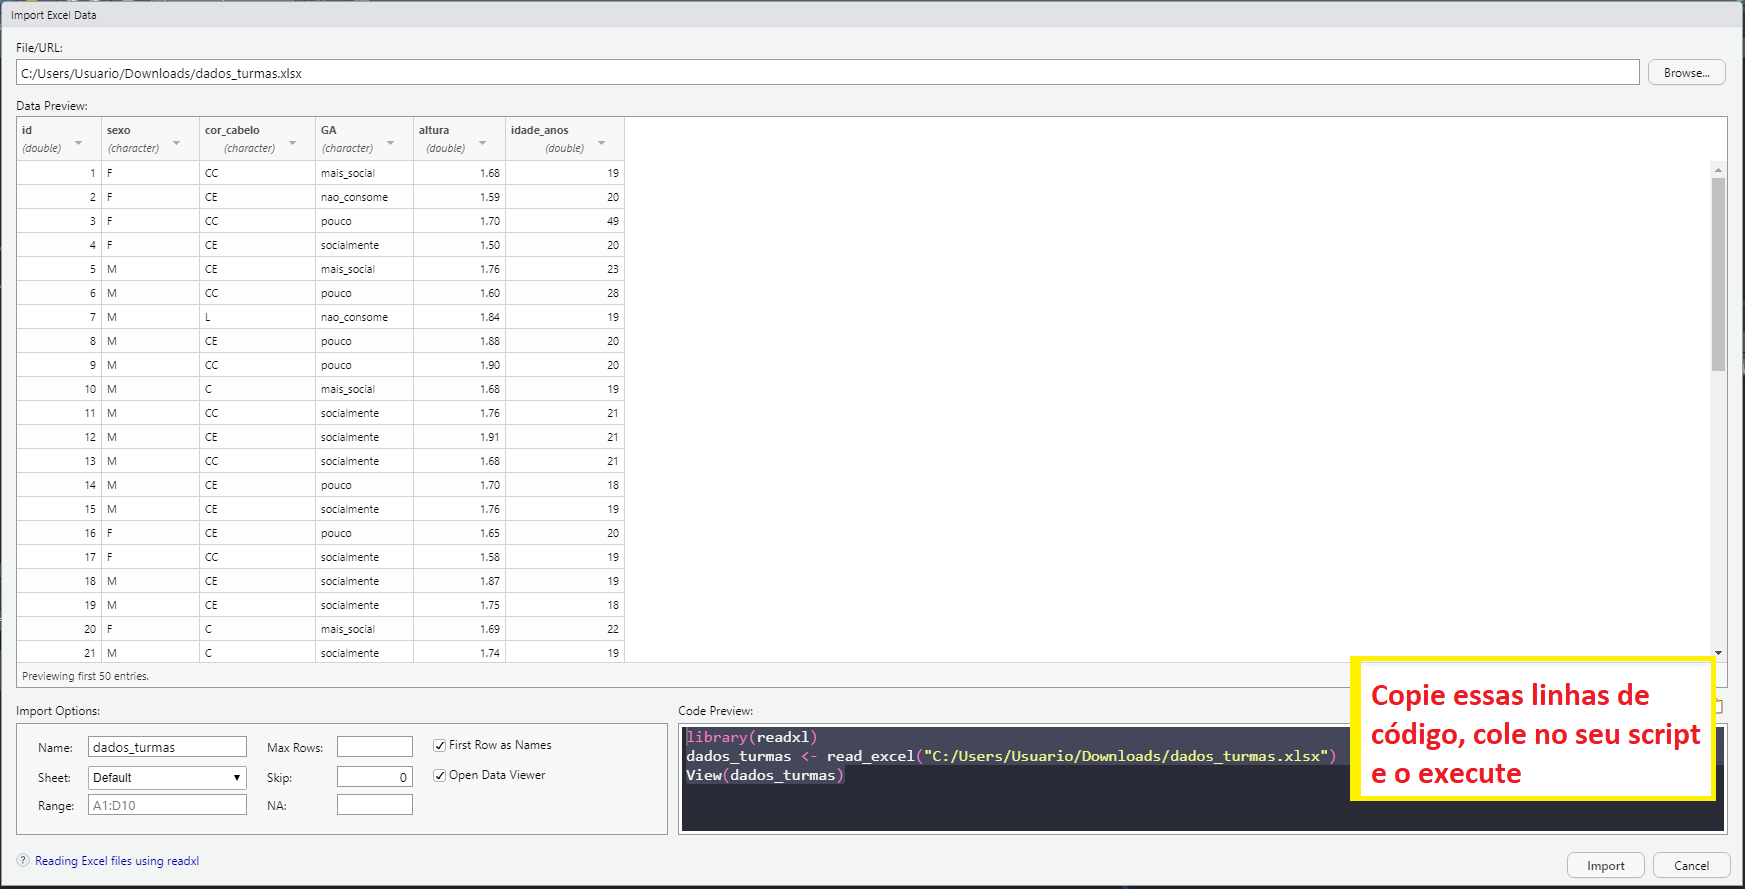 Import Excel Data
File/URL:
C:/Users/Usuario/Downloads/dados_turmas.xlsx
Browse...
Data Preview:
id sexo cor_cabelo GA altura idade_anos
(double) (character) (character) (character) (double) (double)
1 F CC mais_social 1.68 19
2 F CE nao_consome 1.59 20
3 F CC pouco 1.70 49
4 F CE socialmente 1.50 20
5 M CE mais_social 1.76 23
6 M CC pouco 1.60 28
7 M L nao_consome 1.84 19
8 M CE pouco 1.88 20
9 M CC pouco 1.90 20
10 M C mais_social 1.68 19
11 M CC socialmente 1.76 21
12 M CE socialmente 1.91 21
13 M CC socialmente 1.68 21
14 M CE pouco 1.70 18
15 M CE socialmente 1.76 19
16 F CE pouco 1.65 20
17 F CC socialmente 1.58 19
18 M CE socialmente 1.87 19
19 M CE socialmente 1.75 18
20 F C mais_social 1.69 22
21 M C socialmente 1.74 19
Previewing first 50 entries.
Import Options:
Name: dados_turmas Max Rows: First Row as Names
Sheet: Default Skip: 0 Open Data Viewer
Range: A1:D10 NA:
Code Preview:
library(readxl)
dados_turmas <- read_excel("C:/Users/Usuario/Downloads/dados_turmas.xlsx")
View(dados_turmas)
Copie essas linhas de
código, cole no seu script
e o execute
? Reading Excel files using readxl
Import Cancel